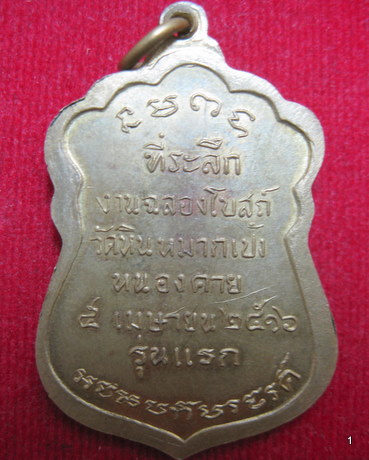 ที่ระลึก
งานฉลองโบสถ์
วัดหินหมากเป้ง
หนองคาย
๕ เมษายน ๒๕๑๖
รุ่นแรก
1